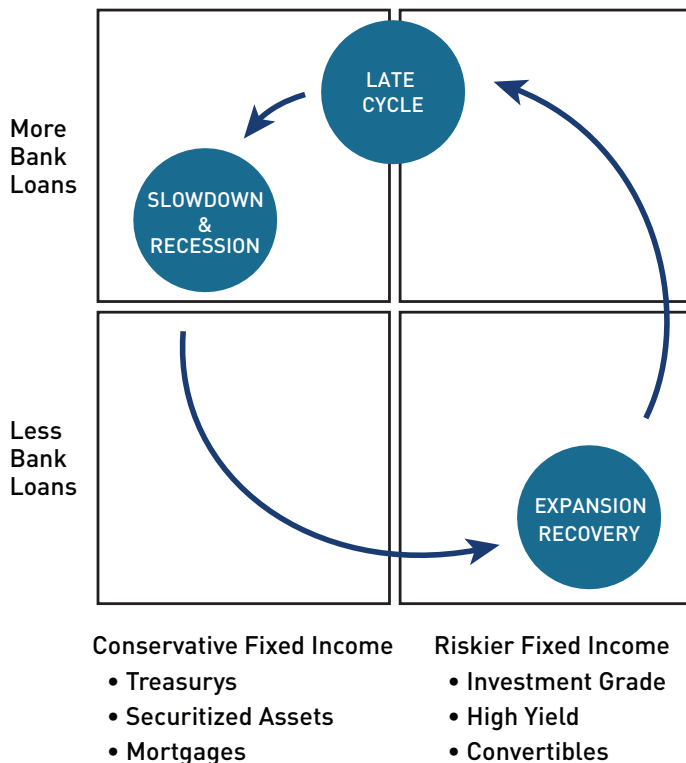 LATE
CYCLE
More
Bank
Loans
SLOWDOWN
&
RECESSION
Less
Bank
Loans
EXPANSION
RECOVERY
Conservative Fixed Income
• Treasurys
• Securitized Assets
• Mortgages
Riskier Fixed Income
• Investment Grade
• High Yield
• Convertibles